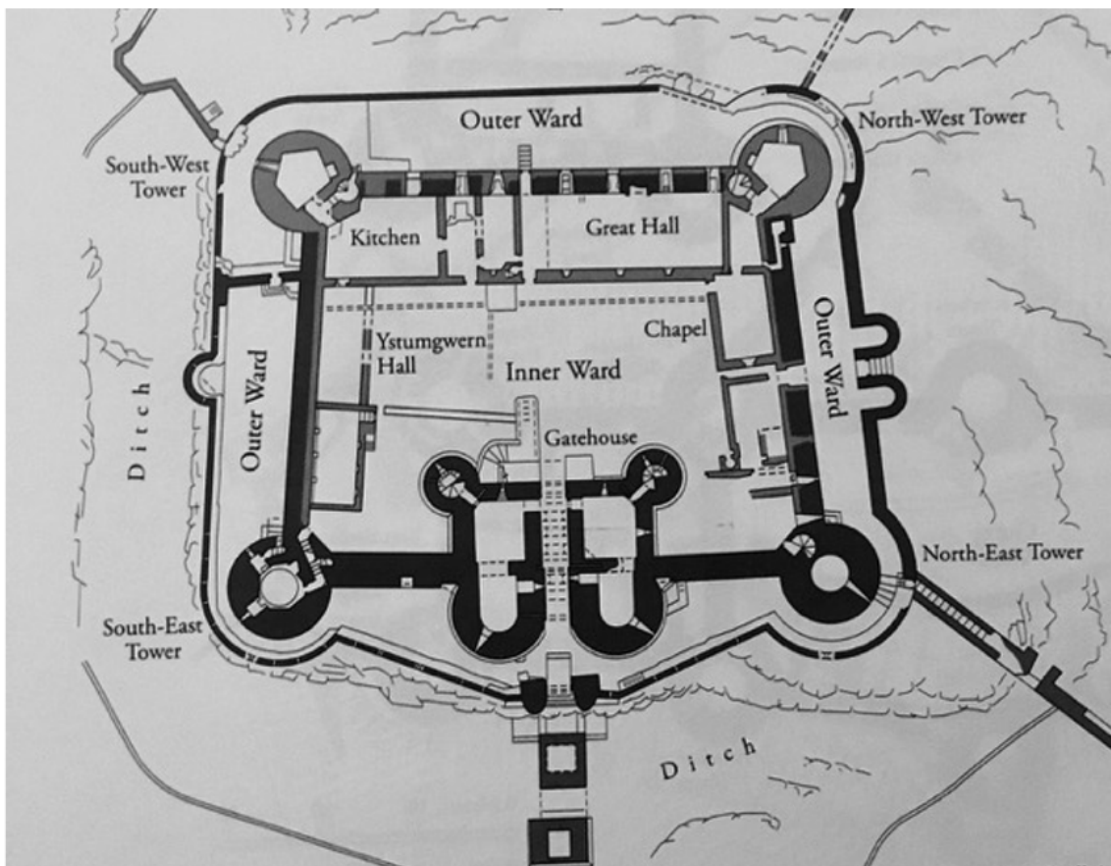 Outer Ward
North-West Tower
South-West
Tower
Kitchen
Great Hall
Ystumgwern
Hall
Chapel
Outer Ward
Inner Ward
Outer Ward
Ditch
Gatehouse
North-East Tower
South-East
Tower
Ditch